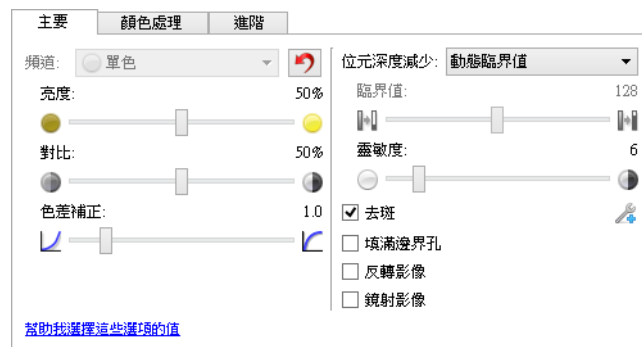 主要 顏色處理 進階
頻道: 單色
亮度: 50%
對比: 50%
色差補正: 1.0
幫助我選擇這些選項的值
位元深度減少: 動態臨界值
臨界值: 128
靈敏度: 6
去斑
填滿邊界孔
反轉影像
鏡射影像